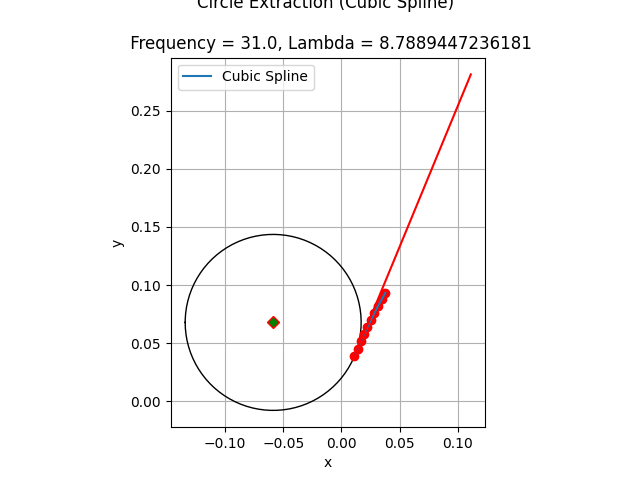 Circle Extraction (Cubic Spline)
Frequency = 31.0, Lambda = 8.7889447236181
Cubic Spline
0.25
0.20
0.15
0.10
0.05
0.00
y
−0.10 −0.05 0.00 0.05 0.10
x